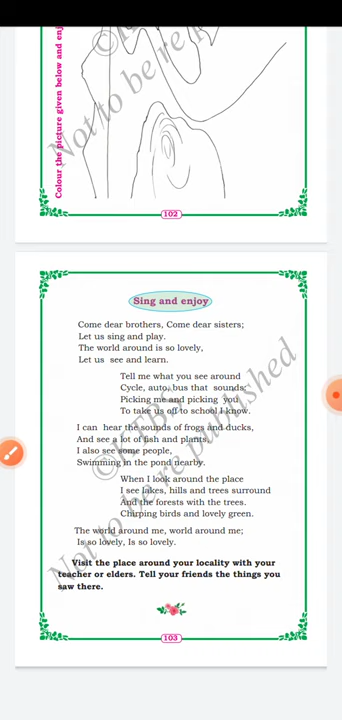 Colour the picture given below and enj
©K
Not to be re p
102
Sing and enjoy
Come dear brothers, Come dear sisters;
Let us sing and play.
The world around is so lovely,
Let us see and learn.
Tell me what you see around
Cycle, auto, bus that sounds;
Picking me and picking you
To take us off to school I know.
I can hear the sounds of frogs and ducks,
And see a lot of fish and plants,
I also see some people,
Swimming in the pond nearby.
When I look around the place
I see lakes, hills and trees surround
And the forests with the trees.
Chirping birds and lovely green.
The world around me, world around me;
Is so lovely, Is so lovely.
Visit the place around your locality with your
teacher or elders. Tell your friends the things you
saw there.
©KTBS
Not to be republished
103